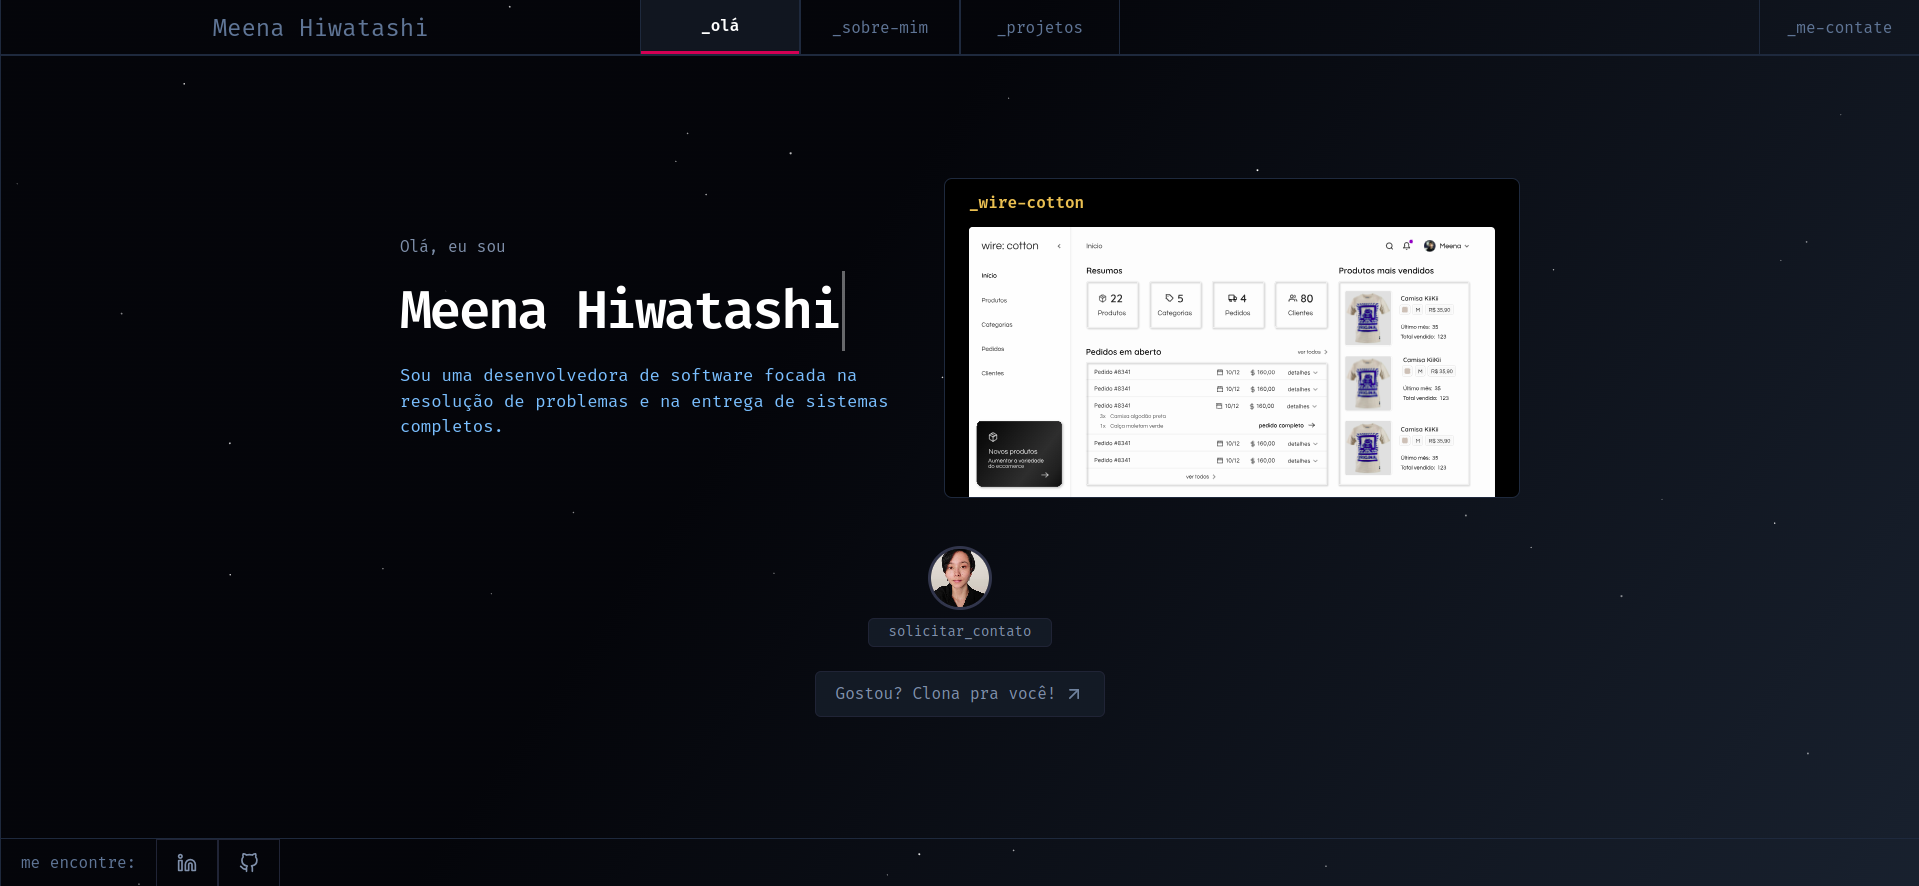 Meena Hiwatashi
_olá
_sobre-mim
_projetos
_me-contate
Olá, eu sou
Meena Hiwatashi
Sou uma desenvolvedora de software focada na
resolução de problemas e na entrega de sistemas
completos.
_wire-cotton
wire: cotton
Início
Produtos
Categorias
Pedidos
Clientes
Novos produtos
Aumentar a variedade
do ecommerce
Início
Meena
Resumos
22
Produtos
5
Categorias
4
Pedidos
80
Clientes
Pedidos em aberto
ver todos
Pedido #8341 10/12 160,00 detalhes
Pedido #8341 10/12 160,00 detalhes
Pedido #8341 10/12 160,00 detalhes
3x Camisa algodão preta
1x Calça moletom verde
pedido completo
Pedido #8341 10/12 160,00 detalhes
Pedido #8341 10/12 160,00 detalhes
ver todos
Produtos mais vendidos
Camisa KiiKii
M R$ 35,90
Último mês: 35
Total vendido: 123
Camisa KiiKii
M R$ 35,90
Último mês: 35
Total vendido: 123
Camisa KiiKii
M R$ 35,90
Último mês: 35
Total vendido: 123
solicitar_contato
Gostou? Clona pra você!
me encontre: